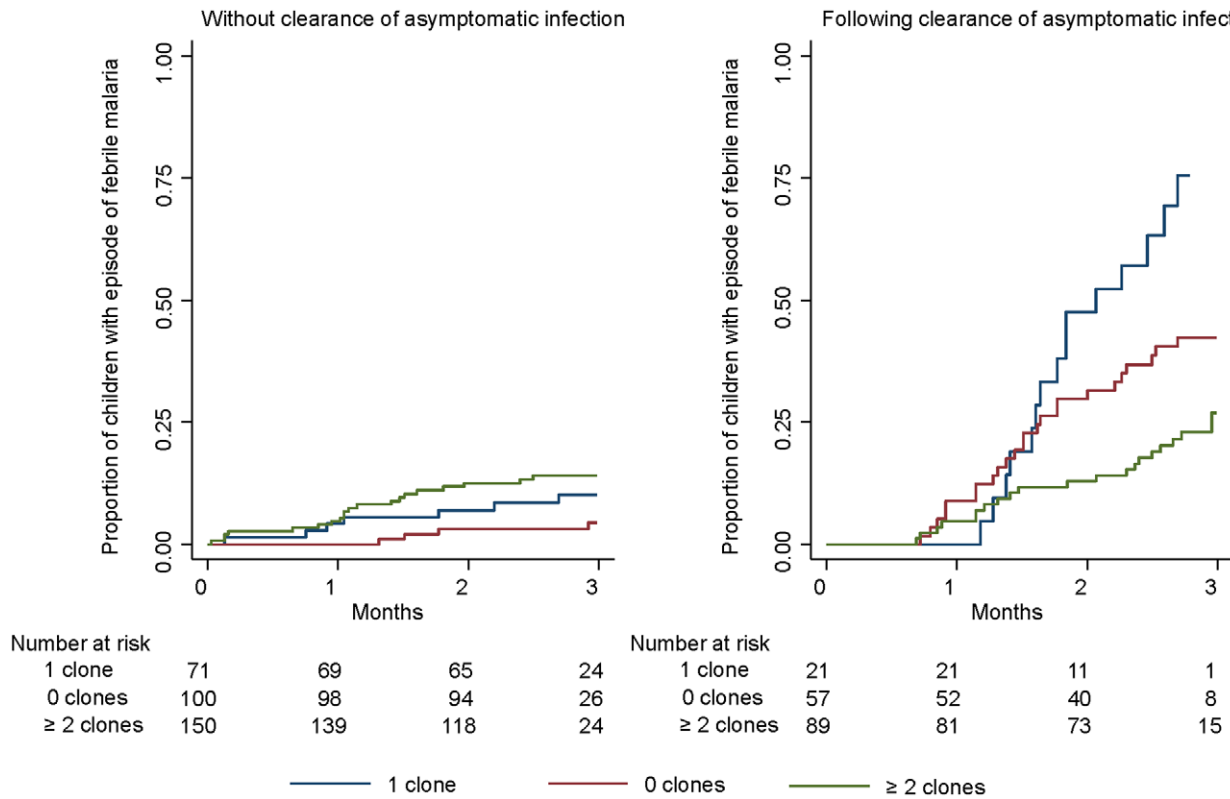 Without clearance of asymptomatic infection
Proportion of children with episode of febrile malaria
1.00
0.75
0.50
0.25
0.00
0 1 2 3
Months
Number at risk
1 clone 71 69 65 24
0 clones 100 98 94 26
≥ 2 clones 150 139 118 24
Following clearance of asymptomatic infect
Proportion of children with episode of febrile malaria
1.00
0.75
0.50
0.25
0.00
0 1 2 3
Months
Number at risk
1 clone 21 21 11 1
0 clones 57 52 40 8
≥ 2 clones 89 81 73 15
1 clone 0 clones ≥ 2 clones